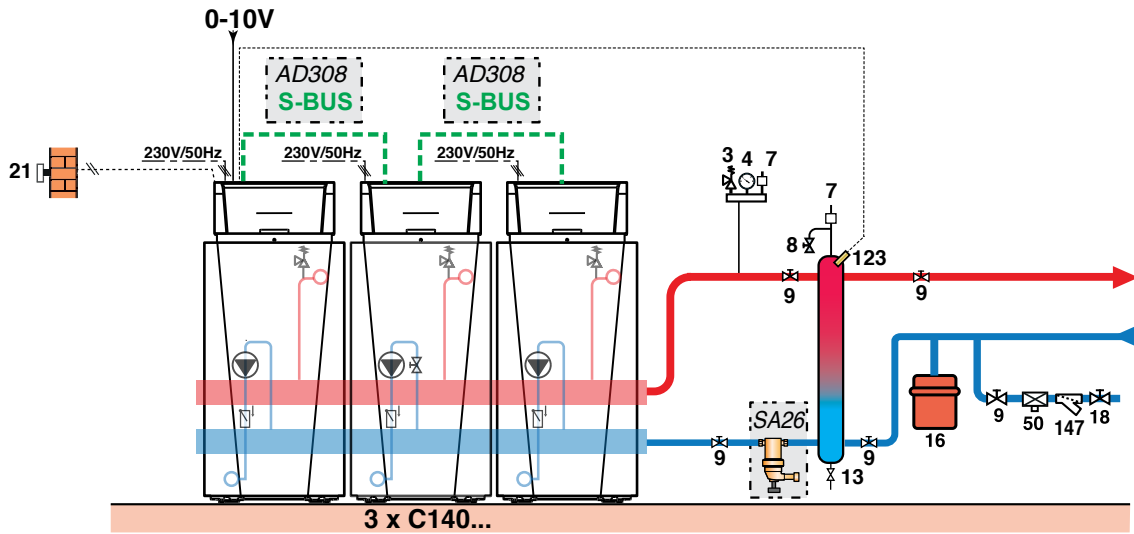 0-10V
AD308
S-BUS
AD308
S-BUS
230V/50Hz
230V/50Hz
230V/50Hz
21
3 4 7
7
8
123
9
9
SA26
9
9
13
16
9
50
147
18
3 x C140...